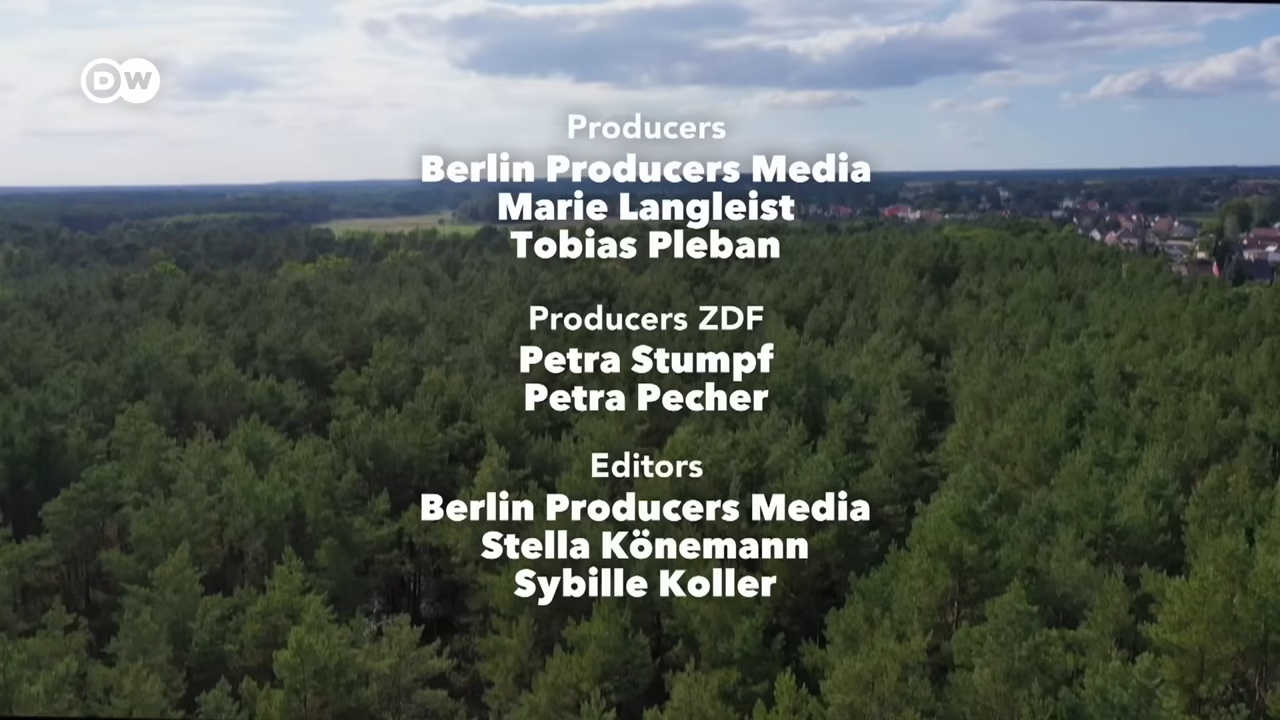 DW
Producers
Berlin Producers Media
Marie Langleist
Tobias Pleban
Producers ZDF
Petra Stumpf
Petra Pecher
Editors
Berlin Producers Media
Stella Könemann
Sybille Koller